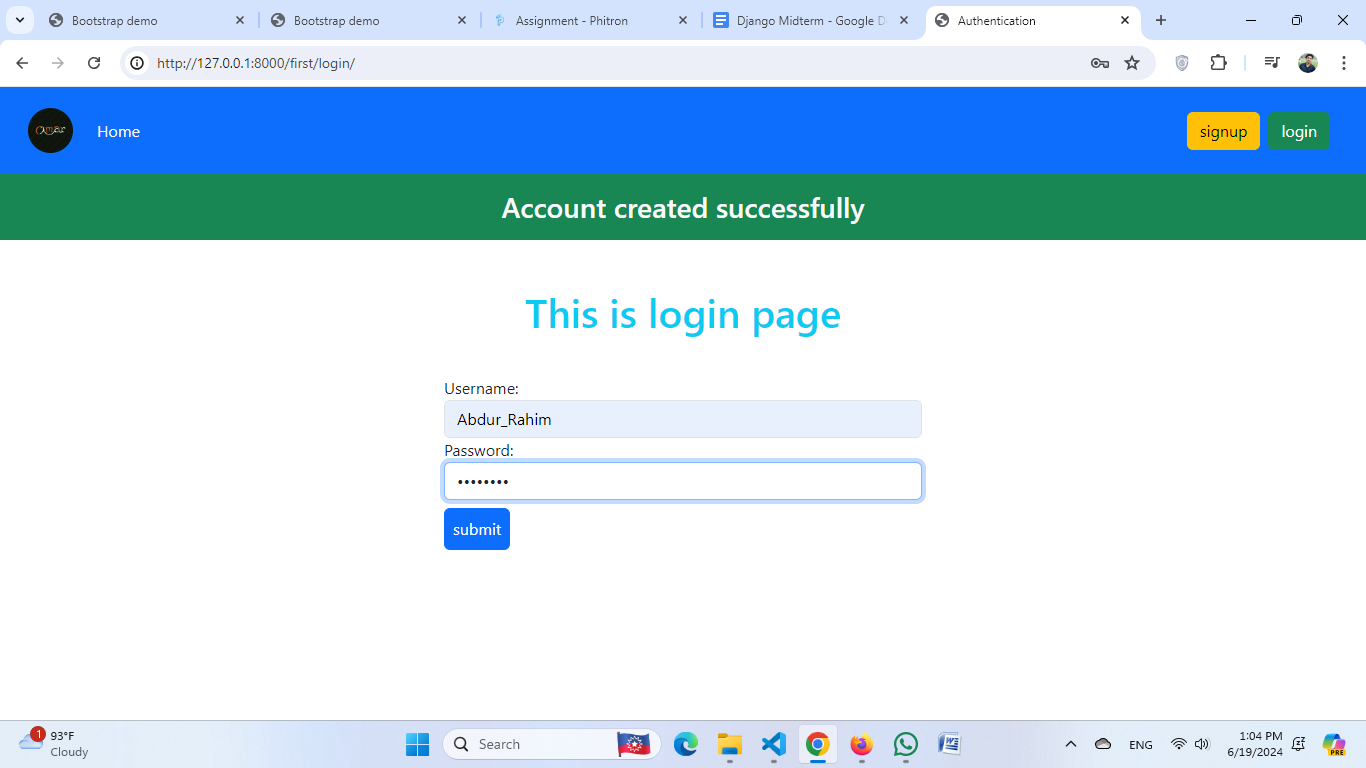 Bootstrap demo
Bootstrap demo
Assignment - Phitron
Django Midterm - Google D
Authentication
http://127.0.0.1:8000/first/login/
Home
signup
login
Account created successfully
This is login page
Username:
Abdur_Rahim
Password:
••••••••
submit
1
93°F
Cloudy
Search
ENG
1:04 PM
6/19/2024
PRE